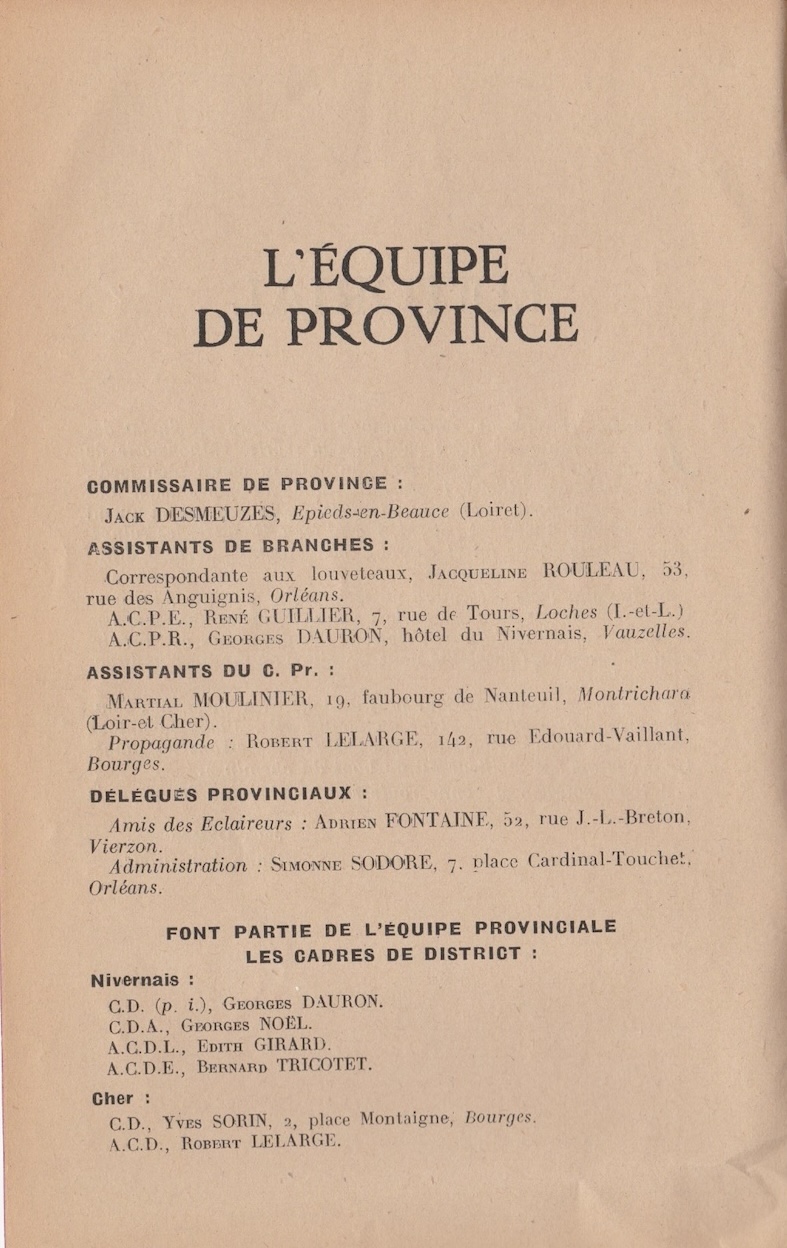 L'ÉQUIPE
DE PROVINCE
COMMISSAIRE DE PROVINCE :
JACK DESMEUZES, Epieds-en-Beauce (Loiret).
ASSISTANTS DE BRANCHES :
Correspondante aux louveteaux, JACQUELINE ROULEAU, 53,
rue des Anguignis, Orléans.
A.C.P.E., RENÉ GUILLIER, 7, rue de Tours, Loches (I.-et-L.)
A.C.P.R., GEORGES DAURON, hôtel du Nivernais, Vauzelles.
ASSISTANTS DU C. Pr. :
MARTIAL MOULINIER, 19, faubourg de Nanteuil, Montrichard
(Loir-et Cher).
Propagande : ROBERT LELARGE, 142, rue Edouard-Vaillant,
Bourges.
DÉLÉGUÉS PROVINCIAUX :
Amis des Eclaireurs : ADRIEN FONTAINE, 52, rue J.-L.-Breton,
Vierzon.
Administration : SIMONNE SODORE, 7. place Cardinal-Touchet,
Orléans.
FONT PARTIE DE L'ÉQUIPE PROVINCIALE
LES CADRES DE DISTRICT :
Nivernais :
C.D. (p. i.), GEORGES DAURON.
C.D.A., GEORGES NOËL.
A.C.D.L., EDITH GIRARD.
A.C.D.E., BERNARD TRICOTET.
Cher :
C.D., YVES SORIN, 2, place Montaigne, Bourges.
A.C.D., ROBERT LELARGE.